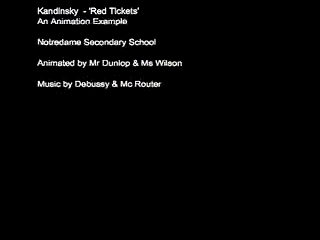 Kandinsky - 'Red Tickets'
An Animation Example
Notredame Secondary School
Animated by Mr Dunlop & Ms Wilson
Music by Debussy & Mc Router